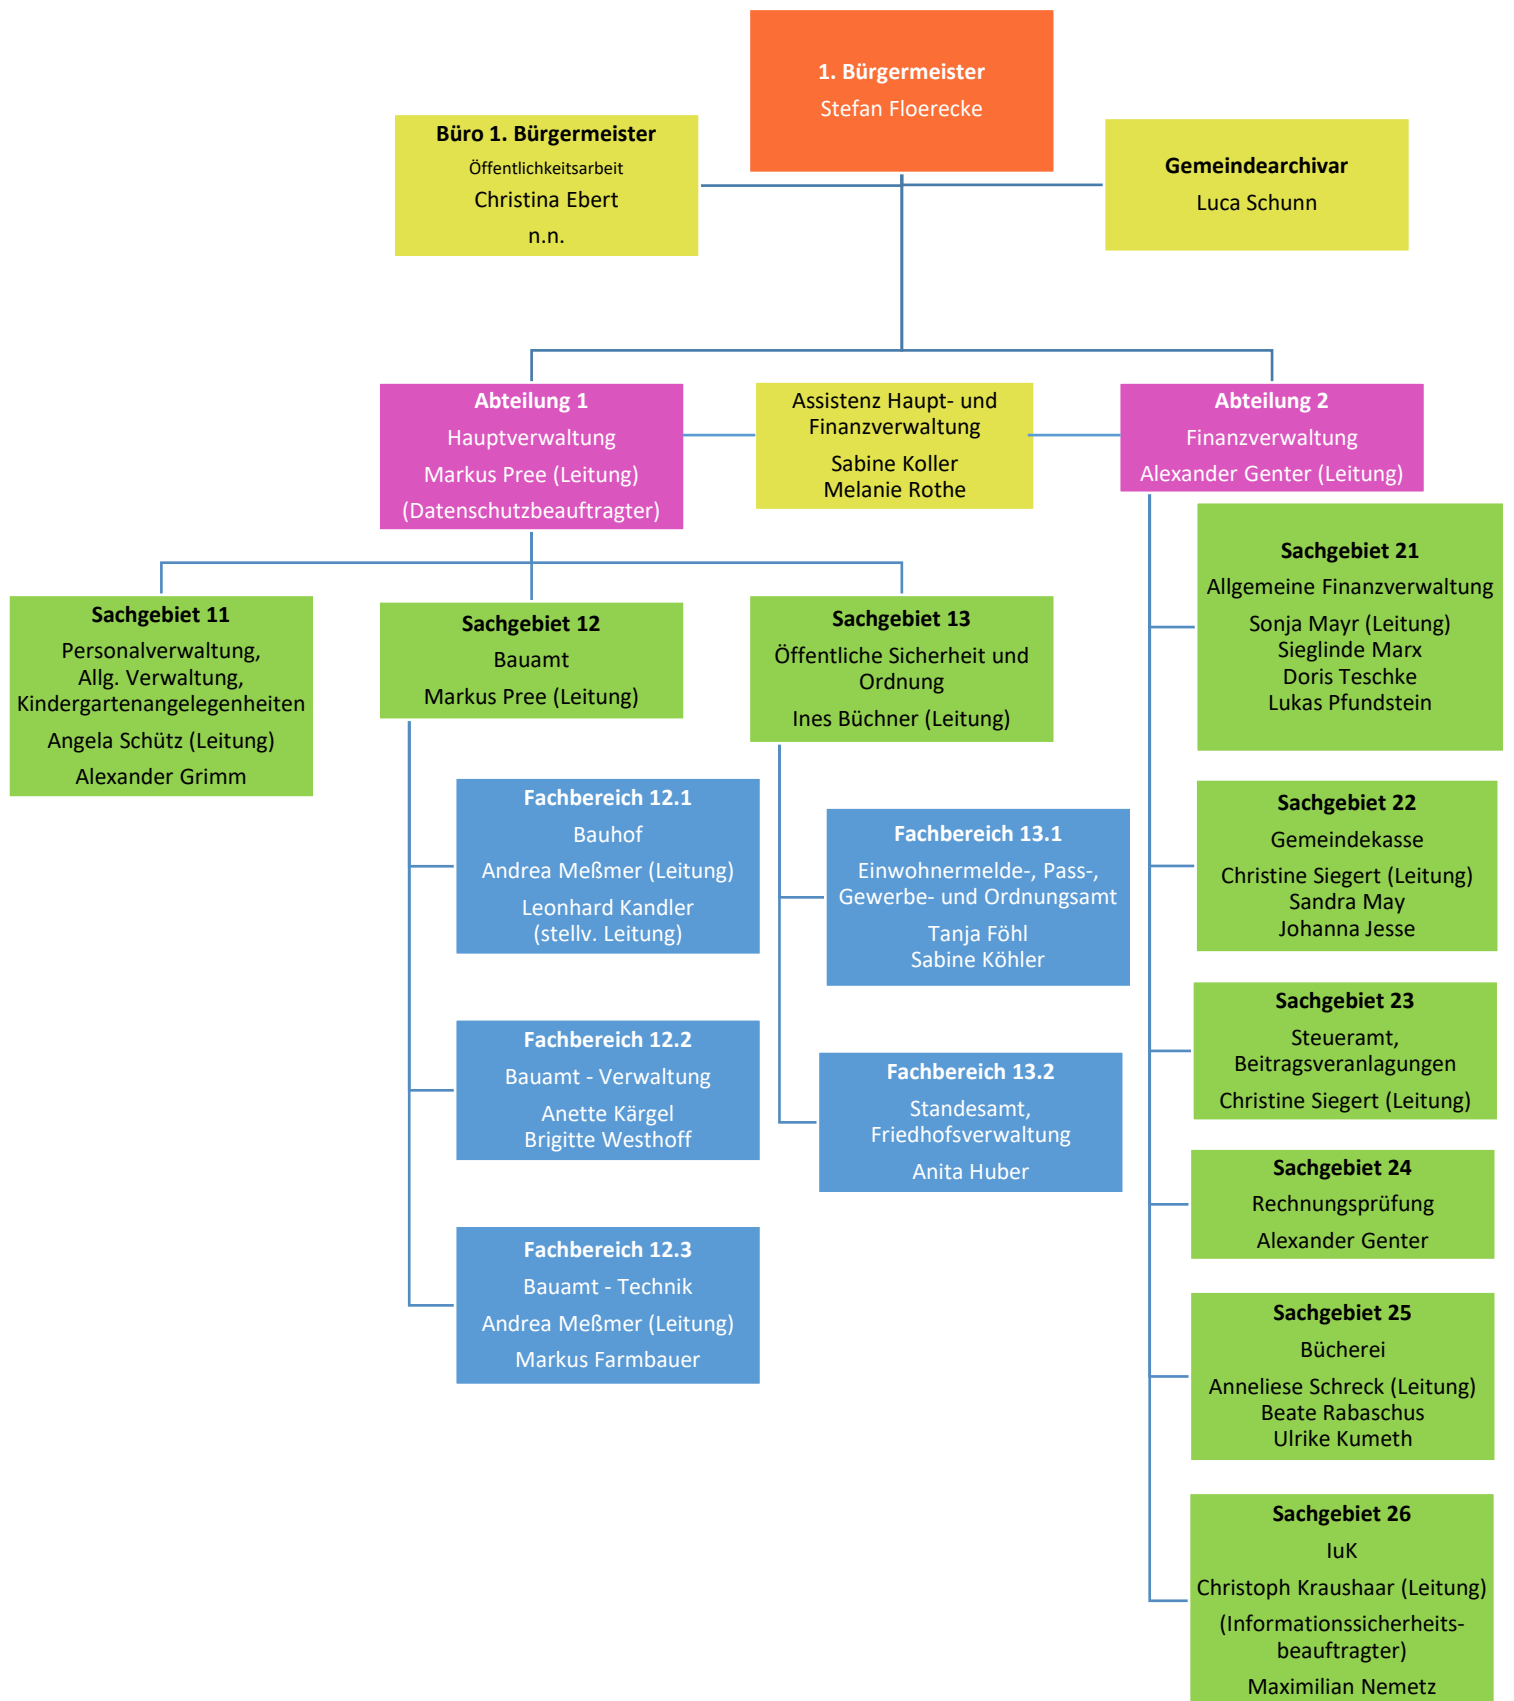 1. Bürgermeister
Stefan Floerecke
Büro 1. Bürgermeister
Öffentlichkeitsarbeit
Christina Ebert
n.n.
Gemeindearchivar
Luca Schunn
Abteilung 1
Hauptverwaltung
Markus Pree (Leitung)
(Datenschutzbeauftragter)
Assistenz Haupt- und
Finanzverwaltung
Sabine Koller
Melanie Rothe
Abteilung 2
Finanzverwaltung
Alexander Genter (Leitung)
Sachgebiet 11
Personalverwaltung,
Allg. Verwaltung,
Kindergartenangelegenheiten
Angela Schütz (Leitung)
Alexander Grimm
Sachgebiet 12
Bauamt
Markus Pree (Leitung)
Fachbereich 12.1
Bauhof
Andrea Meßmer (Leitung)
Leonhard Kandler
(stellv. Leitung)
Fachbereich 12.2
Bauamt - Verwaltung
Anette Kärgel
Brigitte Westhoff
Fachbereich 12.3
Bauamt - Technik
Andrea Meßmer (Leitung)
Markus Farmbauer
Sachgebiet 13
Öffentliche Sicherheit und
Ordnung
Ines Büchner (Leitung)
Fachbereich 13.1
Einwohnermelde-, Pass-,
Gewerbe- und Ordnungsamt
Tanja Föhl
Sabine Köhler
Fachbereich 13.2
Standesamt,
Friedhofsverwaltung
Anita Huber
Sachgebiet 21
Allgemeine Finanzverwaltung
Sonja Mayr (Leitung)
Sieglinde Marx
Doris Teschke
Lukas Pfundstein
Sachgebiet 22
Gemeindekasse
Christine Siegert (Leitung)
Sandra May
Johanna Jesse
Sachgebiet 23
Steueramt,
Beitragsveranlagungen
Christine Siegert (Leitung)
Sachgebiet 24
Rechnungsprüfung
Alexander Genter
Sachgebiet 25
Bücherei
Anneliese Schreck (Leitung)
Beate Rabaschus
Ulrike Kumeth
Sachgebiet 26
IuK
Christoph Kraushaar (Leitung)
(Informationssicherheits-
beauftragter)
Maximilian Nemetz